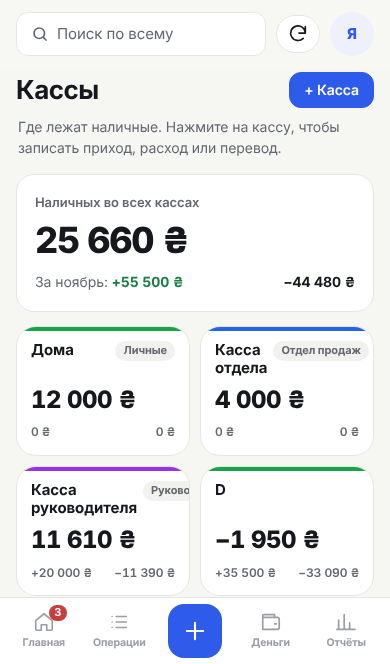 Поиск по всему
Я
Кассы
+ Касса
Где лежат наличные. Нажмите на кассу, чтобы
записать приход, расход или перевод.
Наличных во всех кассах
25 660 ₴
За ноябрь: +55 500 ₴ −44 480 ₴
Дома Личные
12 000 ₴
0 ₴ 0 ₴
Касса Отдел продаж
отдела
4 000 ₴
0 ₴ 0 ₴
Касса Руково
руководителя
11 610 ₴
+20 000 ₴ −11 390 ₴
D
−1 950 ₴
+35 500 ₴ −33 090 ₴
3
Главная Операции Деньги Отчёты